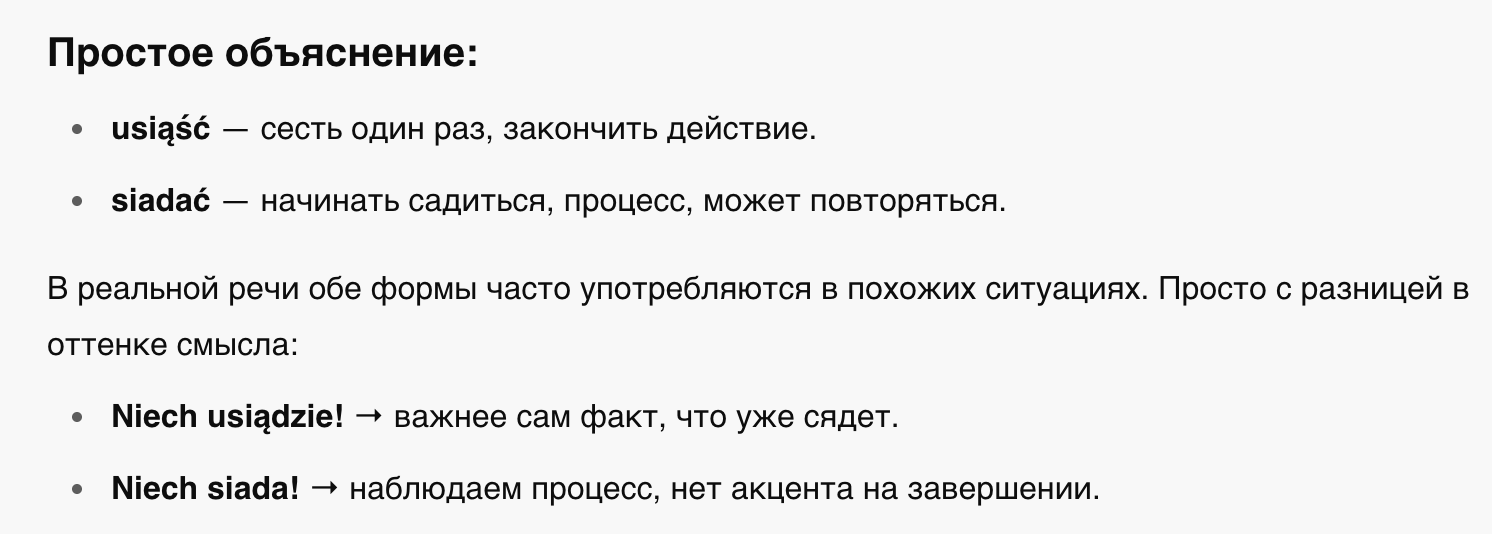 Простое объяснение:
• usiąść — сесть один раз, закончить действие.
• siadać — начинать садиться, процесс, может повторяться.
В реальной речи обе формы часто употребляются в похожих ситуациях. Просто с разницей в
оттенке смысла:
• Niech usiądzie! → важнее сам факт, что уже сядет.
• Niech siada! → наблюдаем процесс, нет акцента на завершении.